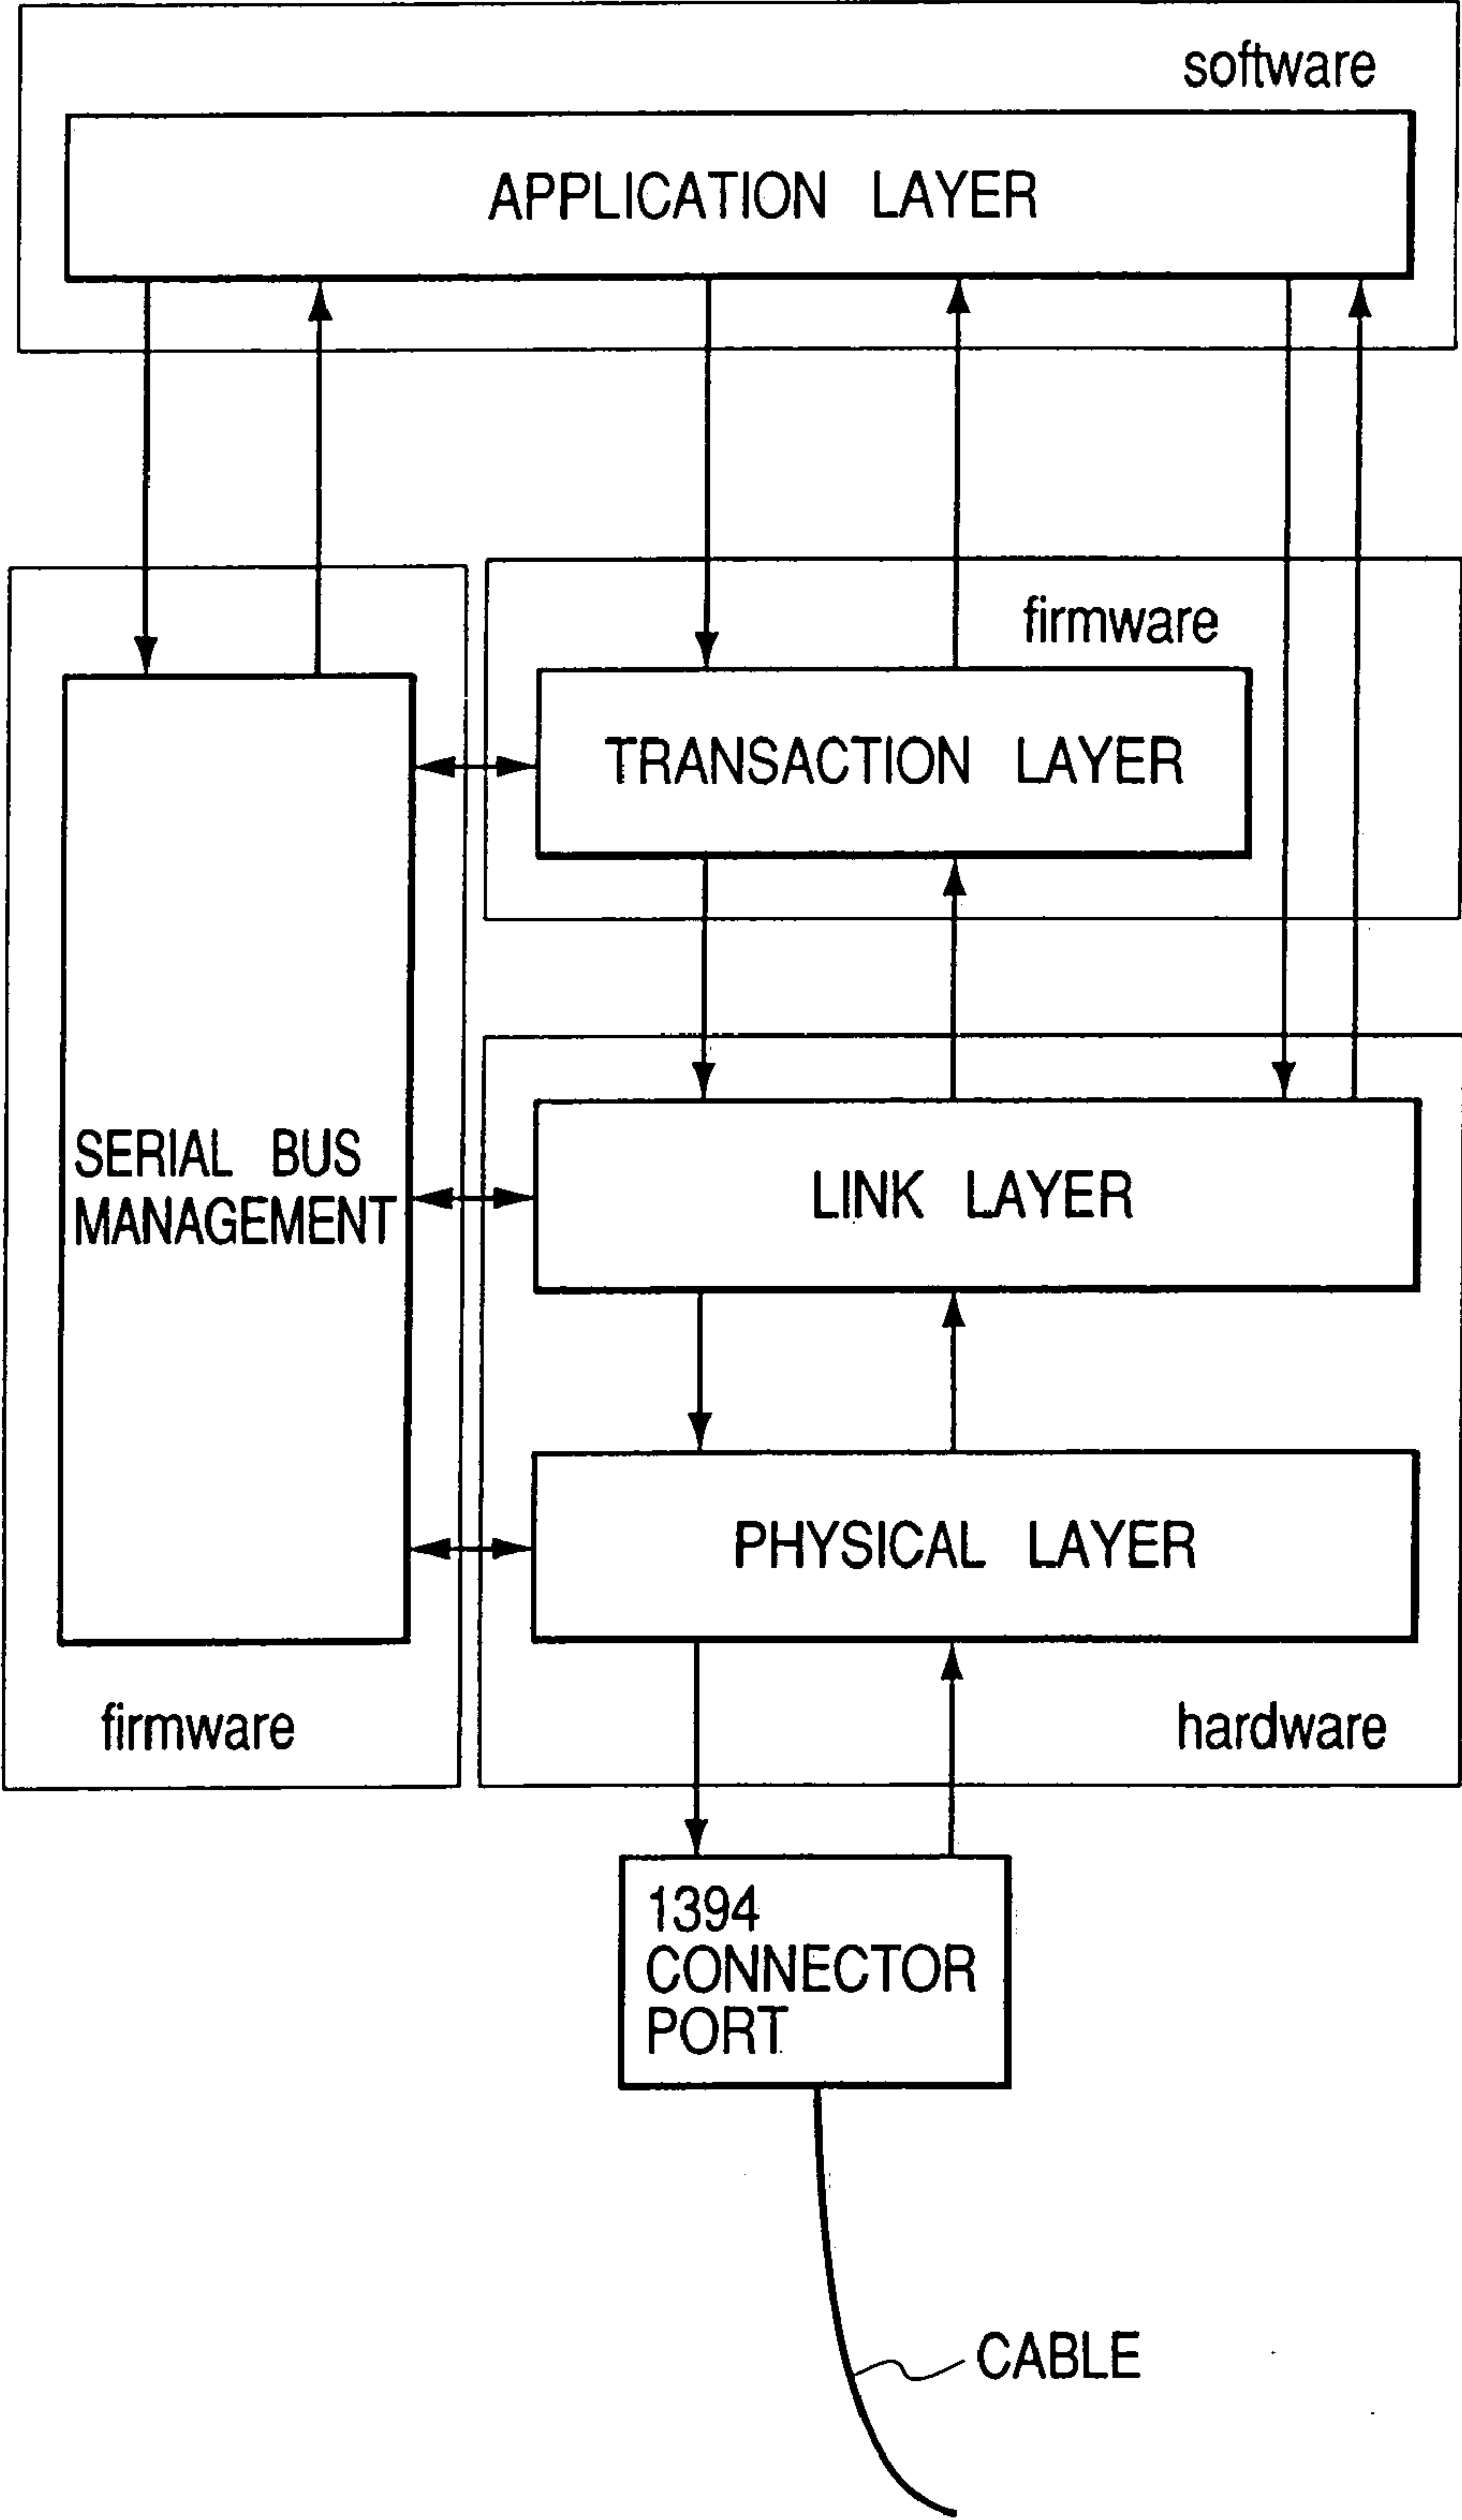 software
APPLICATION LAYER
firmware
TRANSACTION LAYER
SERIAL BUS
MANAGEMENT
LINK LAYER
PHYSICAL LAYER
firmware
hardware
1394
CONNECTOR
PORT
CABLE